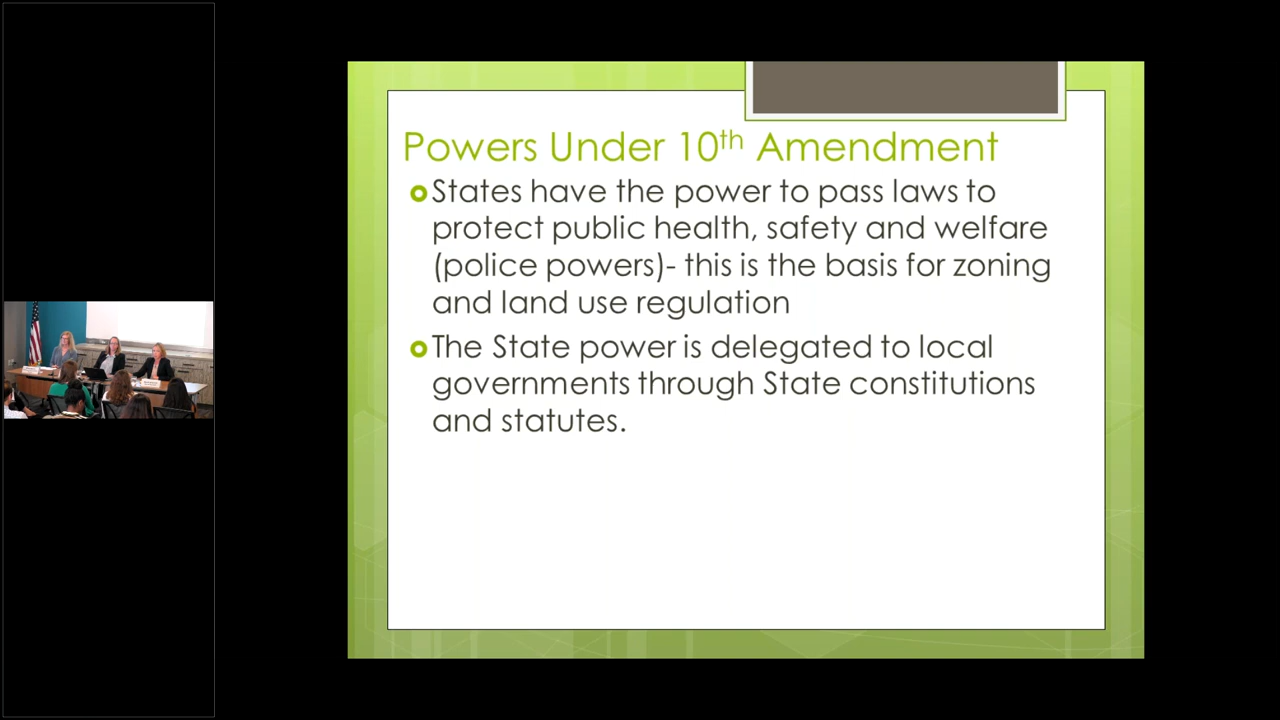 Powers Under 10th Amendment
States have the power to pass laws to
protect public health, safety and welfare
(police powers)- this is the basis for zoning
and land use regulation
The State power is delegated to local
governments through State constitutions
and statutes.